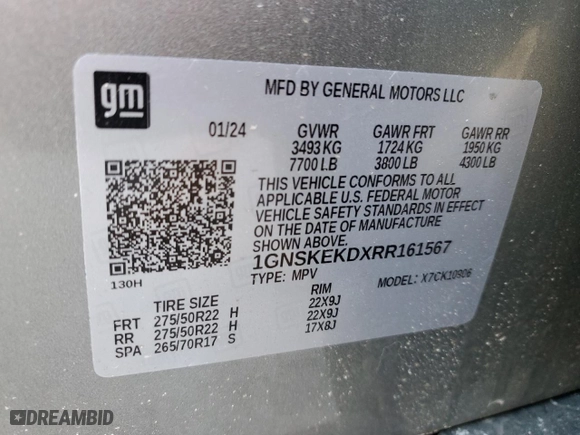 gm
MFD BY GENERAL MOTORS LLC
01/24 GVWR GAWR FRT GAWR RR
3493 KG 1724 KG 1950 KG
7700 LB 3800 LB 4300 LB
THIS VEHICLE CONFORMS TO ALL
APPLICABLE U.S. FEDERAL MOTOR
VEHICLE SAFETY STANDARDS IN EFFECT
ON THE DATE OF MANUFACTURE
SHOWN ABOVE.
1GNSKEKDXRR161567
130H
TYPE: MPV MODEL: X7CK10906
TIRE SIZE RIM
FRT 275/50R22 H 22X9J
RR 275/50R22 H 22X9J
SPA 265/70R17 S 17X8J
DREAMBID